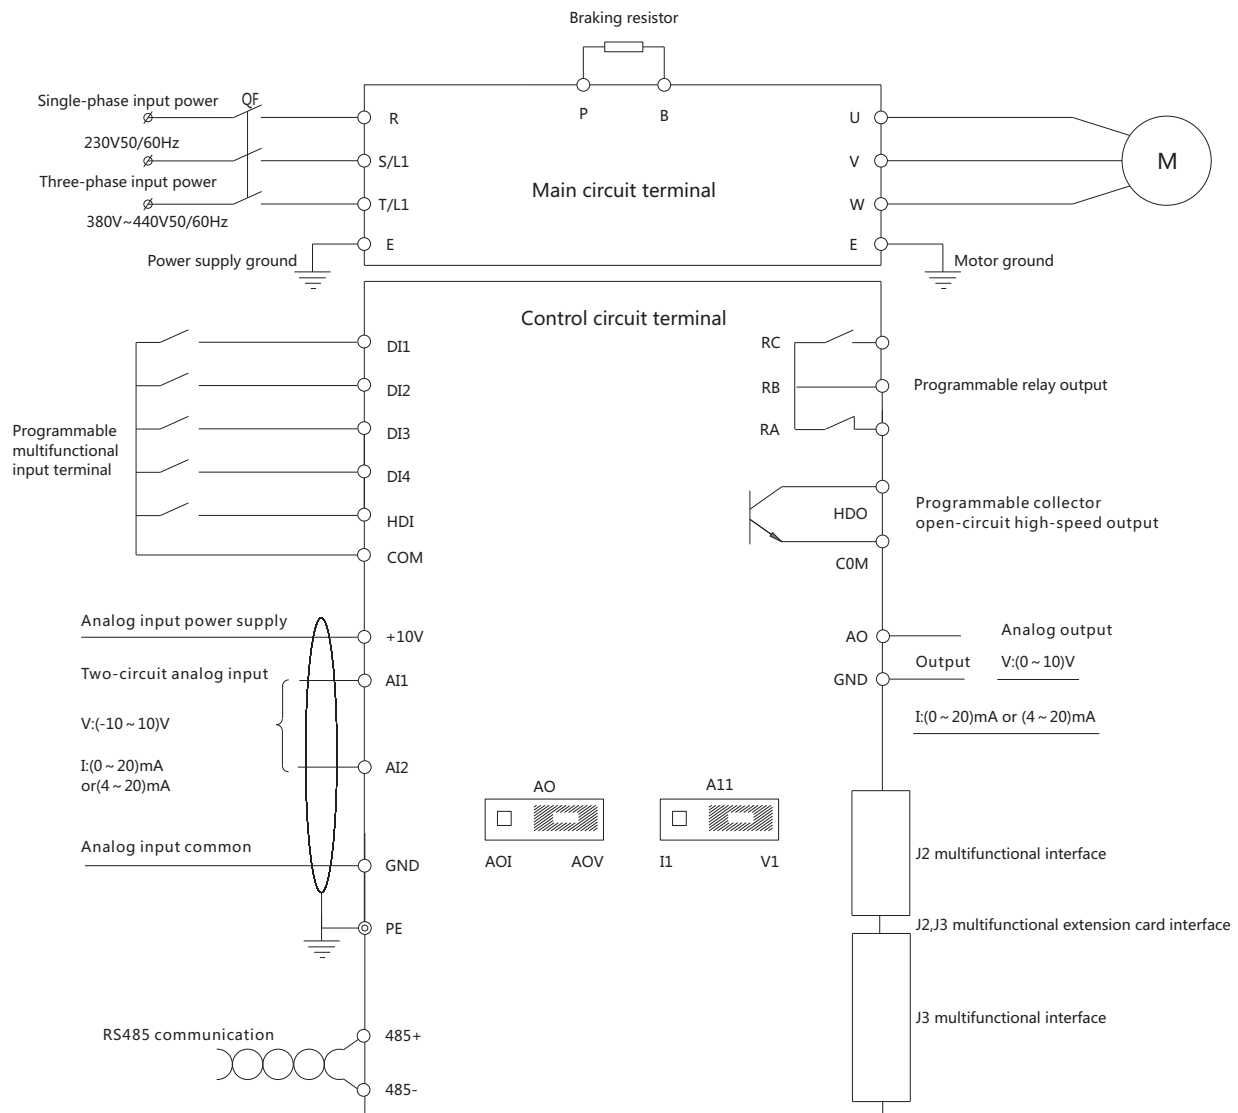 Braking resistor
P
B
Single-phase input power
QF
230V50/60Hz
Three-phase input power
380V~440V50/60Hz
Power supply ground
R
S/L1
T/L1
E
Main circuit terminal
U
V
W
E
M
Motor ground
Control circuit terminal
Programmable
multifunctional
input terminal
DI1
DI2
DI3
DI4
HDI
COM
RC
RB
RA
Programmable relay output
HDO
C0M
Programmable collector
open-circuit high-speed output
Analog input power supply
+10V
Two-circuit analog input
AI1
V:(-10~10)V
I:(0~20)mA
or(4~20)mA
AI2
Analog input common
GND
PE
AO
GND
Output
Analog output
V:(0~10)V
I:(0~20)mA or (4~20)mA
AO
AOI
AOV
A11
I1
V1
J2 multifunctional interface
J2,J3 multifunctional extension card interface
J3 multifunctional interface
RS485 communication
485+
485-